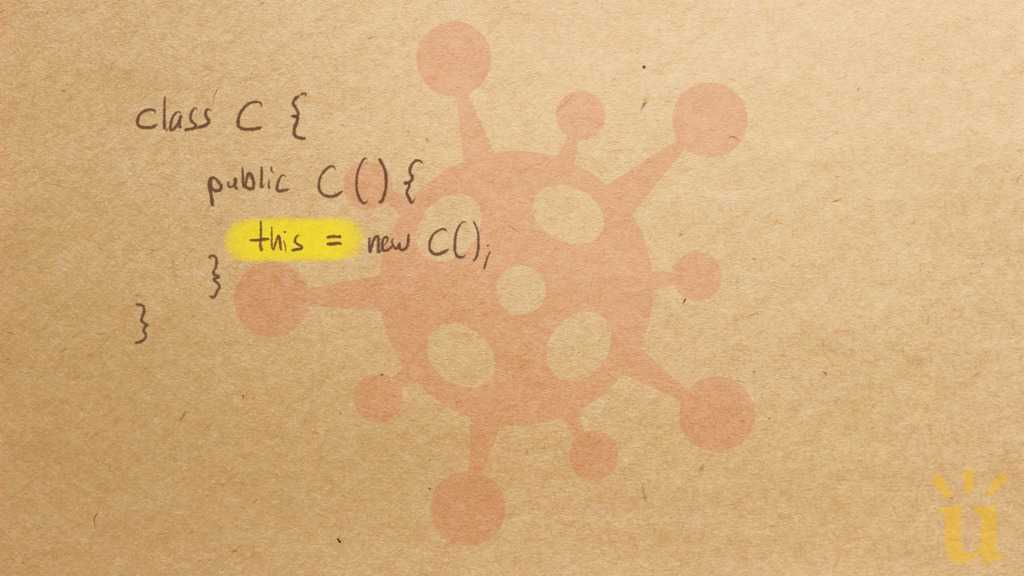 class C {
public C() {
this = new C();
}
}
ü